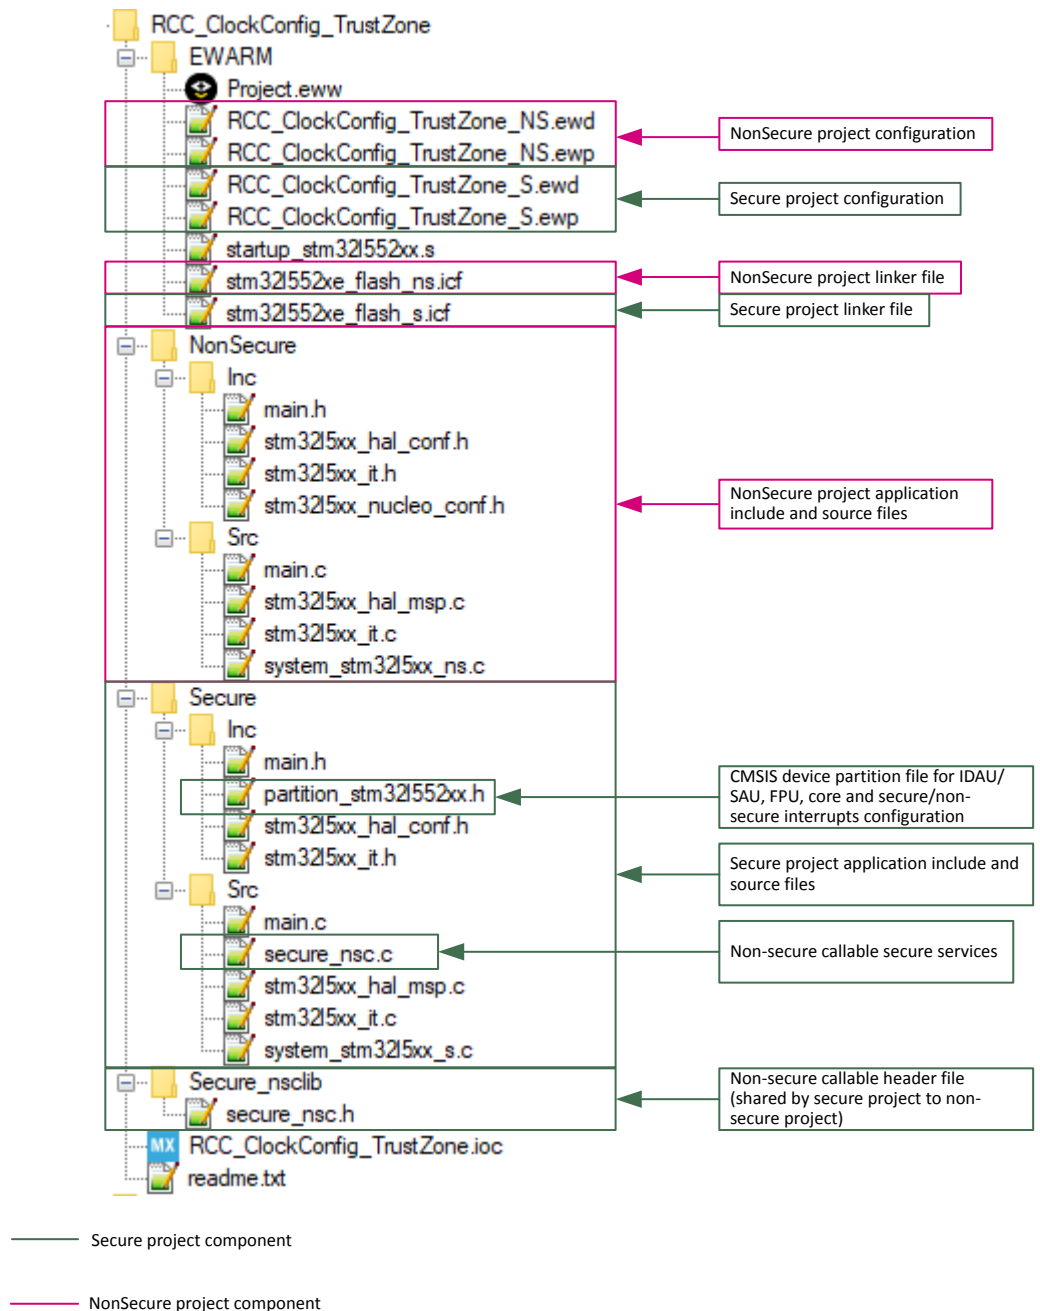 RCC_ClockConfig_TrustZone
EWARM
Project.eww
RCC_ClockConfig_TrustZone_NS.ewd
RCC_ClockConfig_TrustZone_NS.ewp
NonSecure project configuration
RCC_ClockConfig_TrustZone_S.ewd
RCC_ClockConfig_TrustZone_S.ewp
Secure project configuration
startup_stm32l552xx.s
stm32l552xe_flash_ns.icf
NonSecure project linker file
stm32l552xe_flash_s.icf
Secure project linker file
NonSecure
Inc
main.h
stm32l5xx_hal_conf.h
stm32l5xx_it.h
stm32l5xx_nucleo_conf.h
NonSecure project application
include and source files
Src
main.c
stm32l5xx_hal_msp.c
stm32l5xx_it.c
system_stm32l5xx_ns.c
Secure
Inc
main.h
partition_stm32l552xx.h
CMSIS device partition file for IDAU/
SAU, FPU, core and secure/non-
secure interrupts configuration
stm32l5xx_hal_conf.h
stm32l5xx_it.h
Secure project application include and
source files
Src
main.c
secure_nsc.c
Non-secure callable secure services
stm32l5xx_hal_msp.c
stm32l5xx_it.c
system_stm32l5xx_s.c
Secure_nsclib
secure_nsc.h
Non-secure callable header file
(shared by secure project to non-
secure project)
MX RCC_ClockConfig_TrustZone.ioc
readme.txt
Secure project component
NonSecure project component